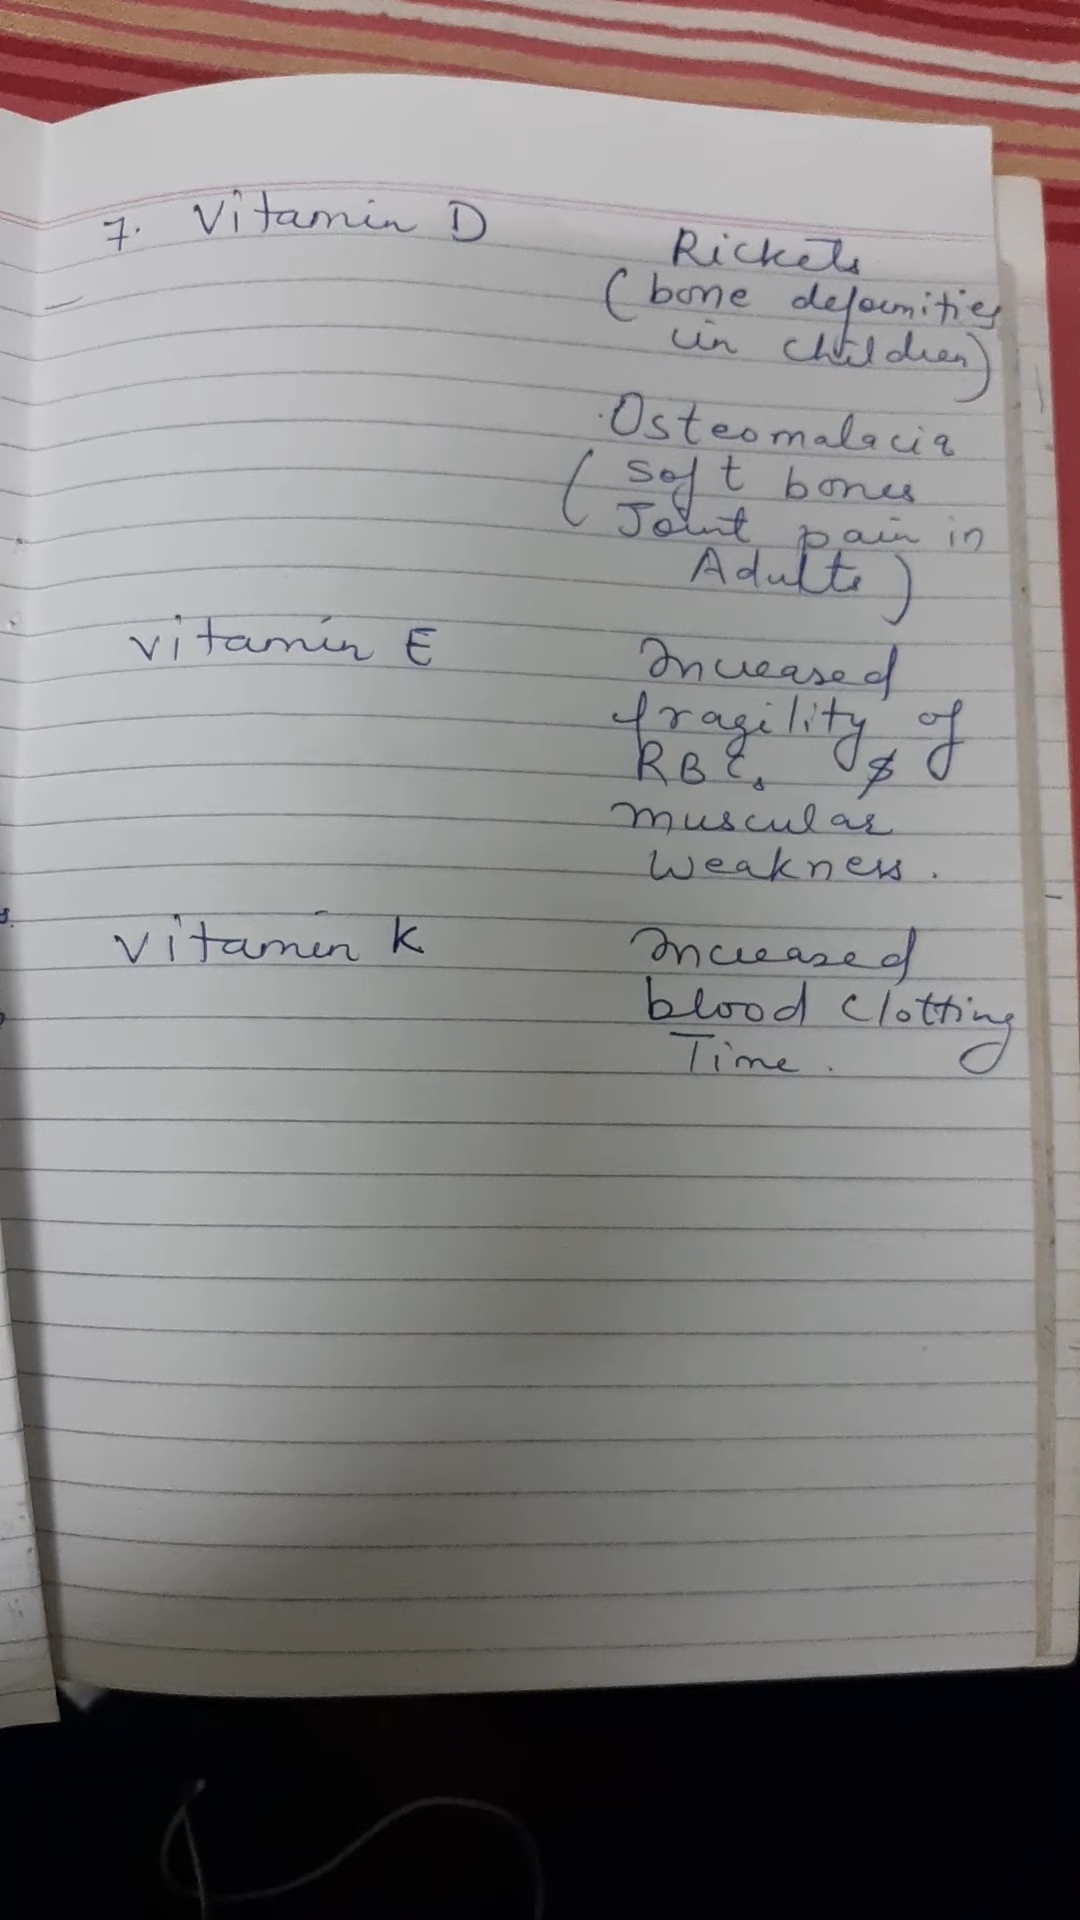 7. Vitamin D
Rickets
(bone deformities
in children)
Osteomalacia
(Soft bones
Joint pain in
Adults)
vitamin E
Increased
fragility of
RBCs &
muscular
weakness.
vitamin K
Increased
blood clotting
Time.